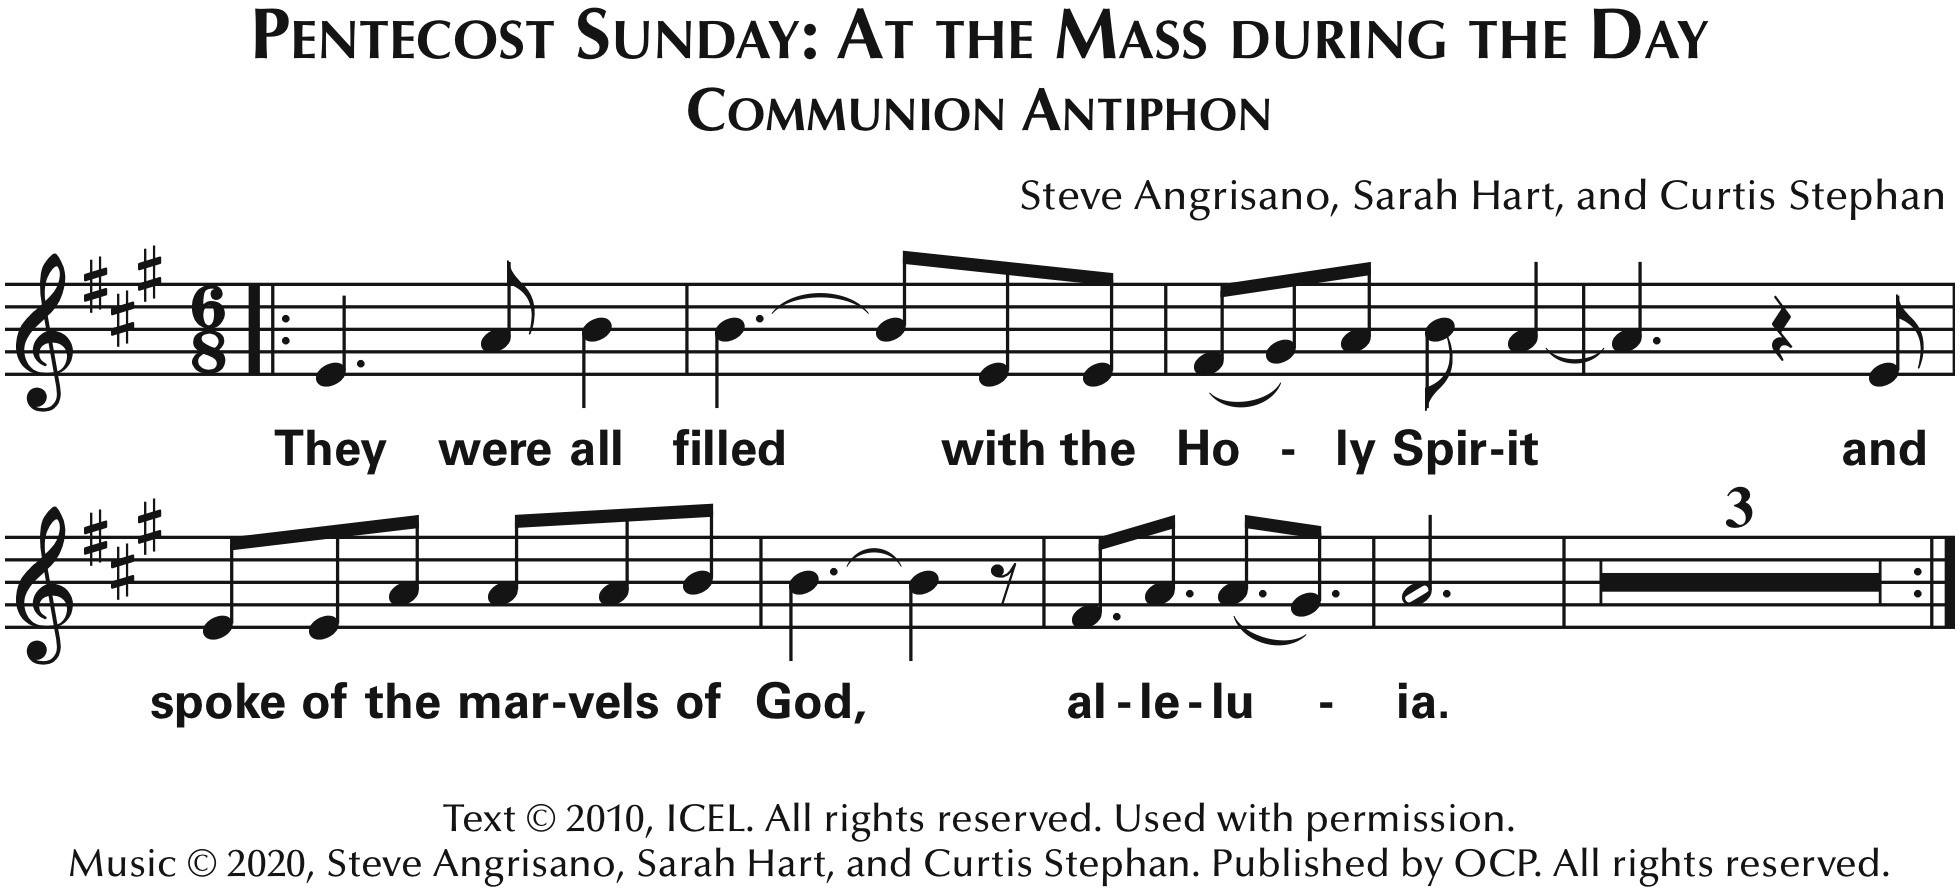 PENTECOST SUNDAY: AT THE MASS DURING THE DAY
COMMUNION ANTIPHON
Steve Angrisano, Sarah Hart, and Curtis Stephan
6
8
They were all filled with the Ho - ly Spir-it and
3
spoke of the mar-vels of God, al-le-lu - ia.
Text © 2010, ICEL. All rights reserved. Used with permission.
Music © 2020, Steve Angrisano, Sarah Hart, and Curtis Stephan. Published by OCP. All rights reserved.